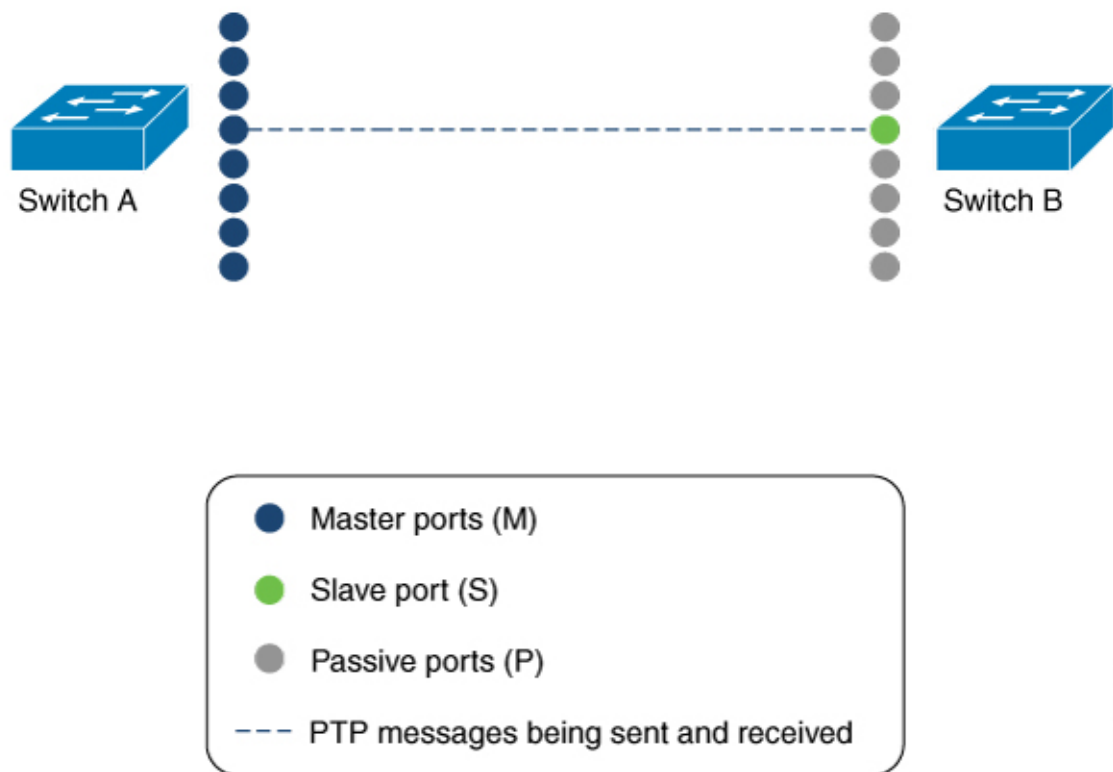 Switch A
Switch B
Master ports (M)
Slave port (S)
Passive ports (P)
PTP messages being sent and received